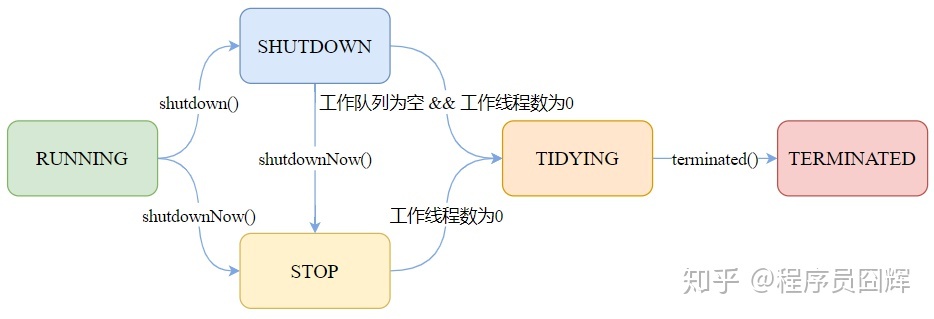 SHUTDOWN
shutdown()
工作队列为空 && 工作线程数为0
RUNNING
shutdownNow()
TIDYING
terminated()
TERMINATED
shutdownNow()
工作线程数为0
STOP
知乎 @程序员囧辉